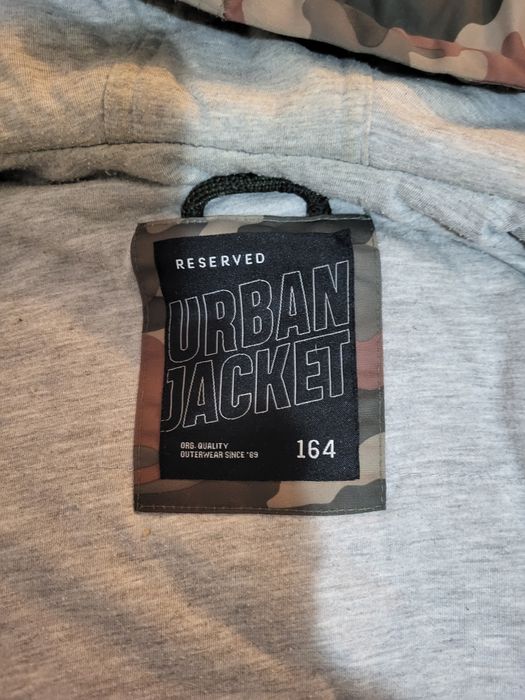 RESERVED
URBAN
JACKET
ORG. QUALITY
OUTERWEAR SINCE '89
164